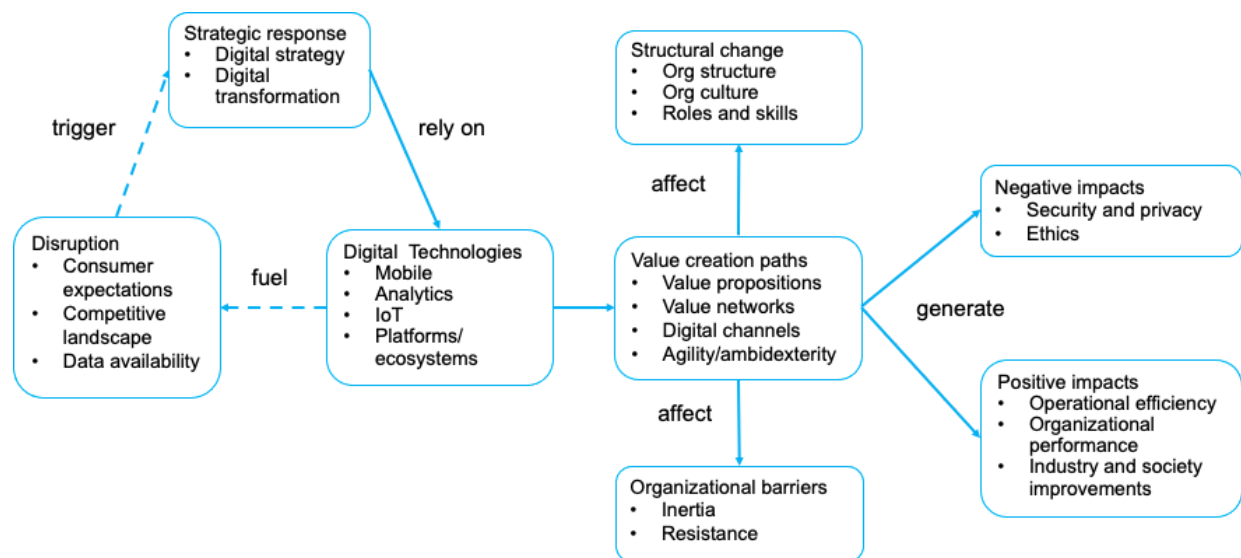 Strategic response
• Digital strategy
• Digital
transformation
trigger
rely on
Disruption
• Consumer
expectations
• Competitive
landscape
• Data availability
fuel
Digital Technologies
• Mobile
• Analytics
• IoT
• Platforms/
ecosystems
Structural change
• Org structure
• Org culture
• Roles and skills
affect
Value creation paths
• Value propositions
• Value networks
• Digital channels
• Agility/ambidexterity
affect
Organizational barriers
• Inertia
• Resistance
Negative impacts
• Security and privacy
• Ethics
generate
Positive impacts
• Operational efficiency
• Organizational
performance
• Industry and society
improvements